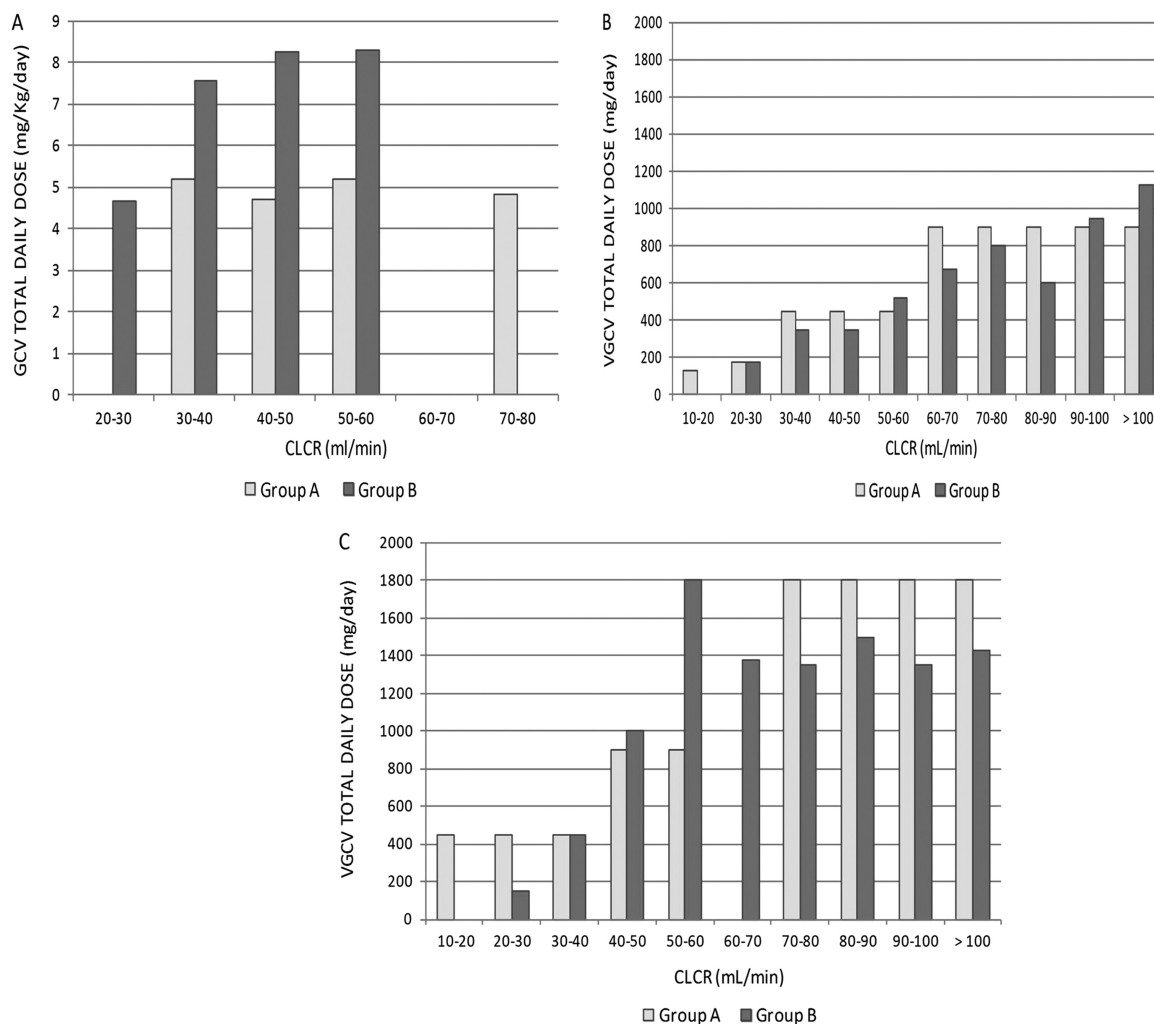 A
GCV TOTAL DAILY DOSE (mg/Kg/day)
9
8
7
6
5
4
3
2
1
0
20-30 30-40 40-50 50-60 60-70 70-80
CLCR (ml/min)
Group A Group B
B
VGCV TOTAL DAILY DOSE (mg/day)
2000
1800
1600
1400
1200
1000
800
600
400
200
0
10-20 20-30 30-40 40-50 50-60 60-70 70-80 80-90 90-100 > 100
CLCR (mL/min)
Group A Group B
C
VGCV TOTAL DAILY DOSE (mg/day)
2000
1800
1600
1400
1200
1000
800
600
400
200
0
10-20 20-30 30-40 40-50 50-60 60-70 70-80 80-90 90-100 > 100
CLCR (mL/min)
Group A Group B